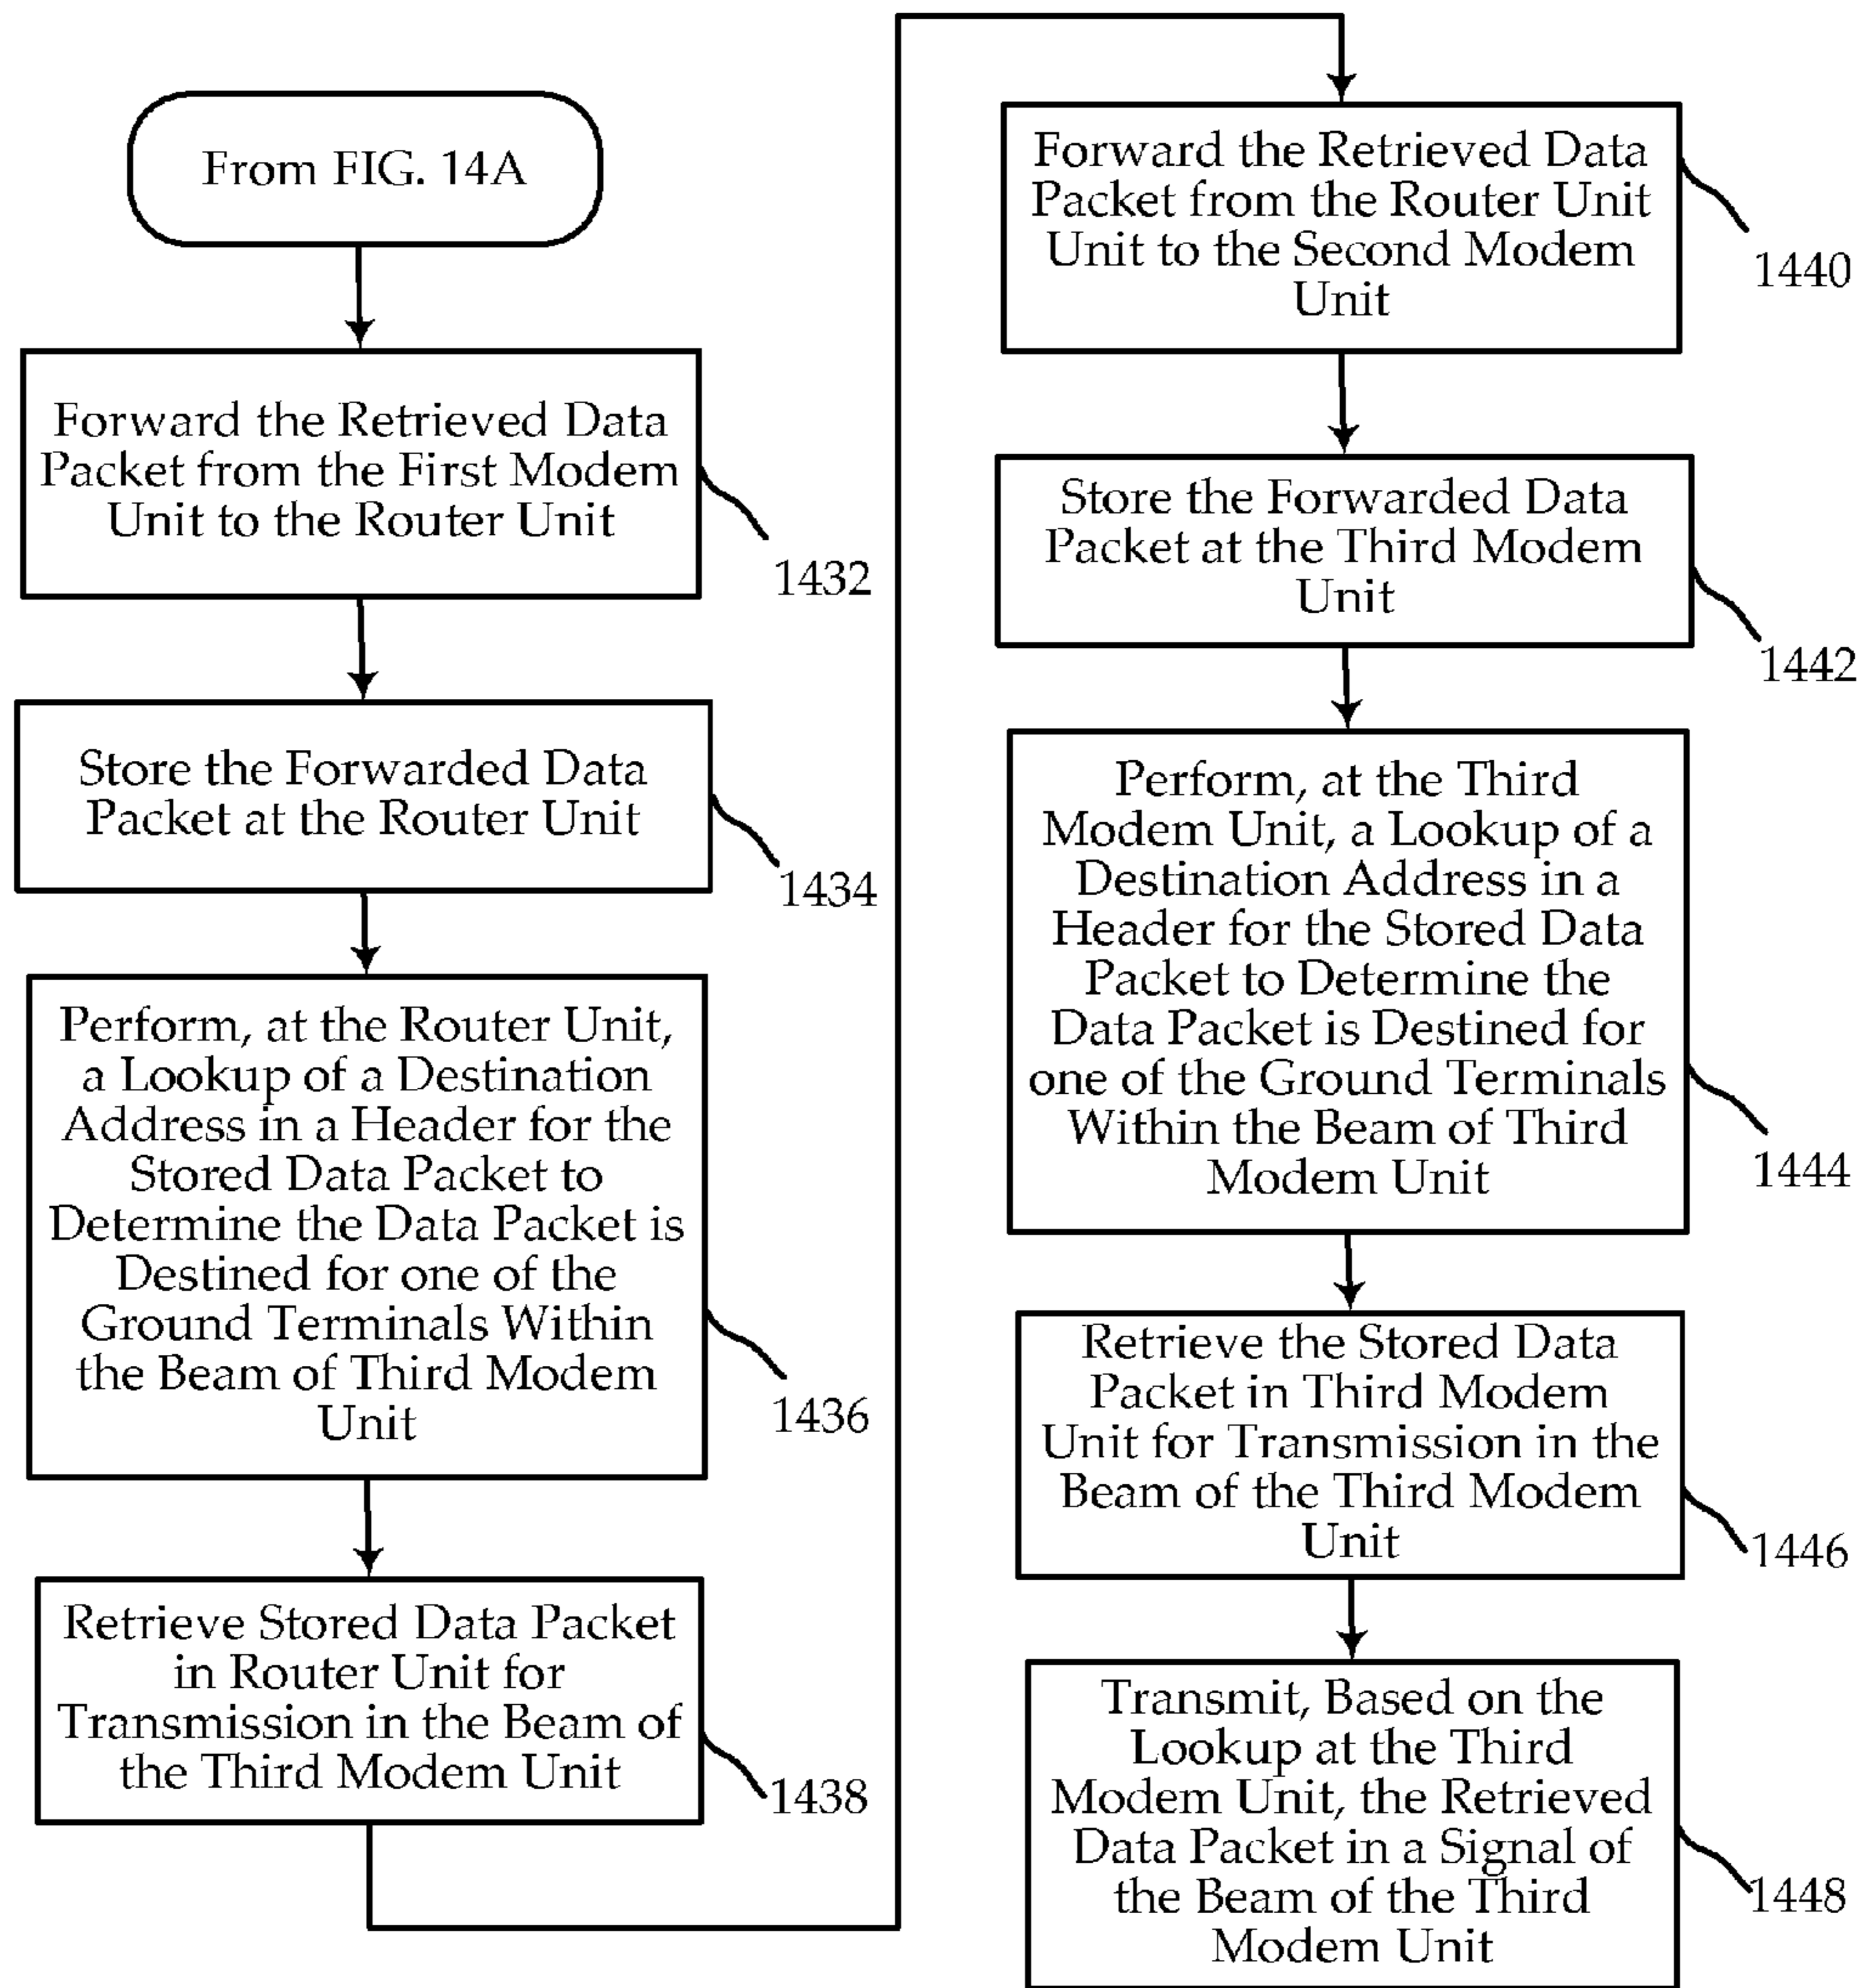 From FIG. 14A
Forward the Retrieved Data
Packet from the First Modem
Unit to the Router Unit
1432
Store the Forwarded Data
Packet at the Router Unit
1434
Perform, at the Router Unit,
a Lookup of a Destination
Address in a Header for the
Stored Data Packet to
Determine the Data Packet is
Destined for one of the
Ground Terminals Within
the Beam of Third Modem
Unit
1436
Retrieve Stored Data Packet
in Router Unit for
Transmission in the Beam of
the Third Modem Unit
1438
Forward the Retrieved Data
Packet from the Router Unit
Unit to the Second Modem
Unit
1440
Store the Forwarded Data
Packet at the Third Modem
Unit
1442
Perform, at the Third
Modem Unit, a Lookup of a
Destination Address in a
Header for the Stored Data
Packet to Determine the
Data Packet is Destined for
one of the Ground Terminals
Within the Beam of Third
Modem Unit
1444
Retrieve the Stored Data
Packet in Third Modem
Unit for Transmission in the
Beam of the Third Modem
Unit
1446
Transmit, Based on the
Lookup at the Third
Modem Unit, the Retrieved
Data Packet in a Signal of
the Beam of the Third
Modem Unit
1448